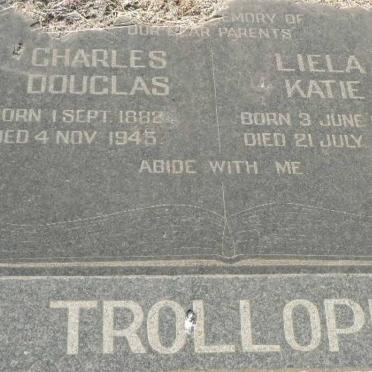 MEMORY OF
OUR DEAR PARENTS
CHARLES
DOUGLAS
BORN 1 SEPT. 1882
DIED 4 NOV. 1945
LIELA
KATIE
BORN 3 JUNE
DIED 21 JULY
ABIDE WITH ME
TROLLOP